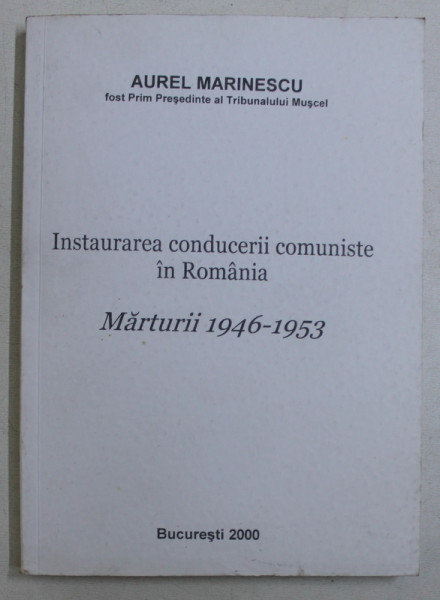 AUREL MARINESCU
fost Prim Preşedinte al Tribunalului Muşcel
Instaurarea conducerii comuniste
în România
Mărturii 1946-1953
Bucureşti 2000